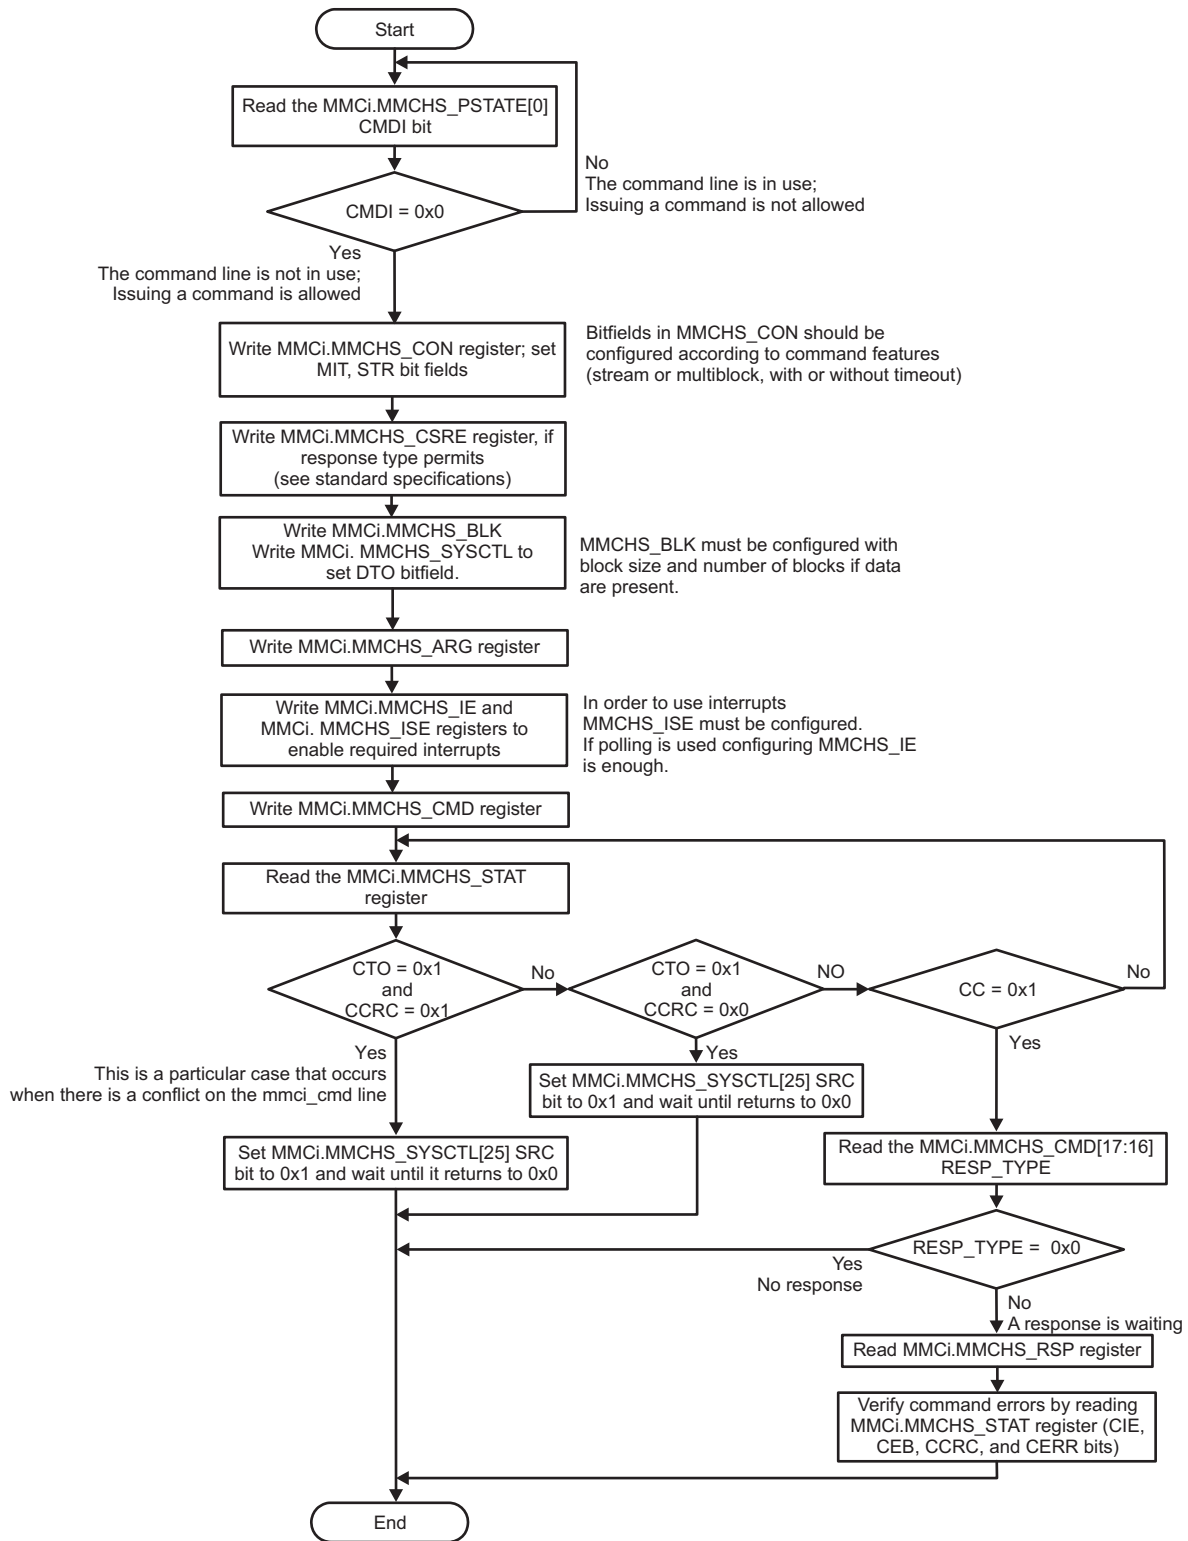 Start
Read the MMCi.MMCHS_PSTATE[0]
CMDI bit
No
The command line is in use;
Issuing a command is not allowed
CMDI = 0x0
Yes
The command line is not in use;
Issuing a command is allowed
Write MMCi.MMCHS_CON register; set
MIT, STR bit fields
Bitfields in MMCHS_CON should be
configured according to command features
(stream or multiblock, with or without timeout)
Write MMCi.MMCHS_CSRE register, if
response type permits
(see standard specifications)
Write MMCi.MMCHS_BLK
Write MMCi. MMCHS_SYSCTL to
set DTO bitfield.
MMCHS_BLK must be configured with
block size and number of blocks if data
are present.
Write MMCi.MMCHS_ARG register
Write MMCi.MMCHS_IE and
MMCi. MMCHS_ISE registers to
enable required interrupts
In order to use interrupts
MMCHS_ISE must be configured.
If polling is used configuring MMCHS_IE
is enough.
Write MMCi.MMCHS_CMD register
Read the MMCi.MMCHS_STAT
register
CTO = 0x1
and
CCRC = 0x1
No
CTO = 0x1
and
CCRC = 0x0
NO
CC = 0x1
No
Yes
This is a particular case that occurs
when there is a conflict on the mmci_cmd line
Yes
Yes
Set MMCi.MMCHS_SYSCTL[25] SRC
bit to 0x1 and wait until returns to 0x0
Set MMCi.MMCHS_SYSCTL[25] SRC
bit to 0x1 and wait until it returns to 0x0
Read the MMCi.MMCHS_CMD[17:16]
RESP_TYPE
RESP_TYPE = 0x0
Yes
No response
No
A response is waiting
Read MMCi.MMCHS_RSP register
Verify command errors by reading
MMCi.MMCHS_STAT register (CIE,
CEB, CCRC, and CERR bits)
End